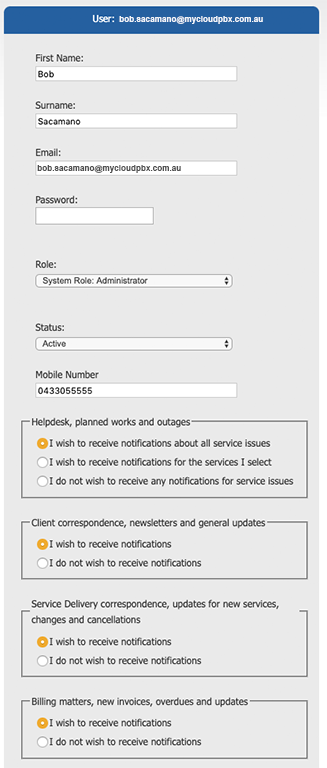 User: bob.sacamano@mycloudpbx.com.au
First Name:
Bob
Surname:
Sacamano
Email:
bob.sacamano@mycloudpbx.com.au
Password:
Role:
System Role: Administrator
Status:
Active
Mobile Number
0433055555
Helpdesk, planned works and outages
I wish to receive notifications about all service issues
I wish to receive notifications for the services I select
I do not wish to receive any notifications for service issues
Client correspondence, newsletters and general updates
I wish to receive notifications
I do not wish to receive notifications
Service Delivery correspondence, updates for new services,
changes and cancellations
I wish to receive notifications
I do not wish to receive notifications
Billing matters, new invoices, overdues and updates
I wish to receive notifications
I do not wish to receive notifications